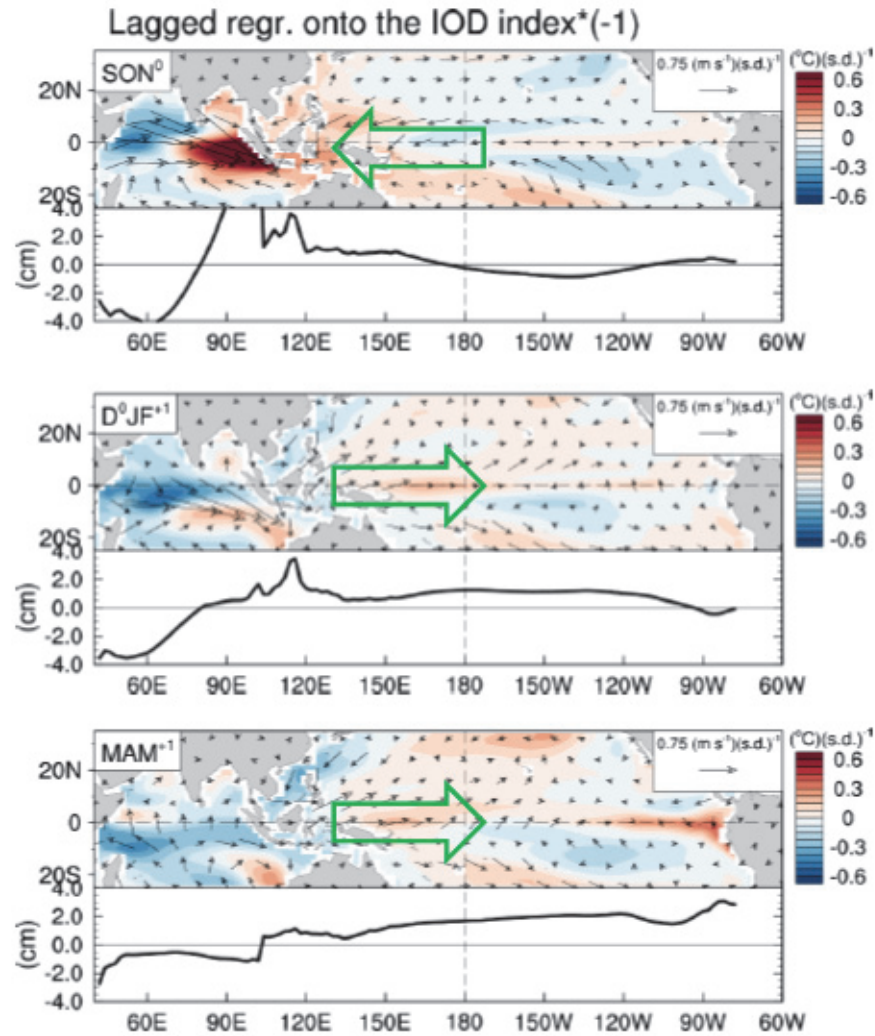 Lagged regr. onto the IOD index*(-1)
SON⁰
0.75 (m s⁻¹)(s.d.)⁻¹
(°C)(s.d.)⁻¹
20N
0
20S
0.6
0.3
0
-0.3
-0.6
4.0
2.0
0.0
-2.0
-4.0
(cm)
60E 90E 120E 150E 180 150W 120W 90W 60W
D⁰JF⁺¹
0.75 (m s⁻¹)(s.d.)⁻¹
(°C)(s.d.)⁻¹
20N
0
20S
0.6
0.3
0
-0.3
-0.6
4.0
2.0
0.0
-2.0
-4.0
(cm)
60E 90E 120E 150E 180 150W 120W 90W 60W
MAM⁺¹
0.75 (m s⁻¹)(s.d.)⁻¹
(°C)(s.d.)⁻¹
20N
0
20S
0.6
0.3
0
-0.3
-0.6
4.0
2.0
0.0
-2.0
-4.0
(cm)
60E 90E 120E 150E 180 150W 120W 90W 60W